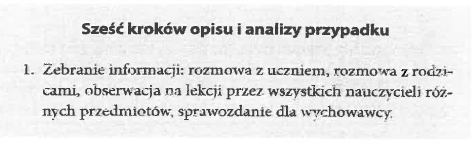 Sześć kroków opisu i analizy przypadku
1. Zebranie informacji: rozmowa z uczniem, rozmowa z rodzi-
cami, obserwacja na lekcji przez wszystkich nauczycieli róż-
nych przedmiotów, sprawozdanie dla wychowawcy.